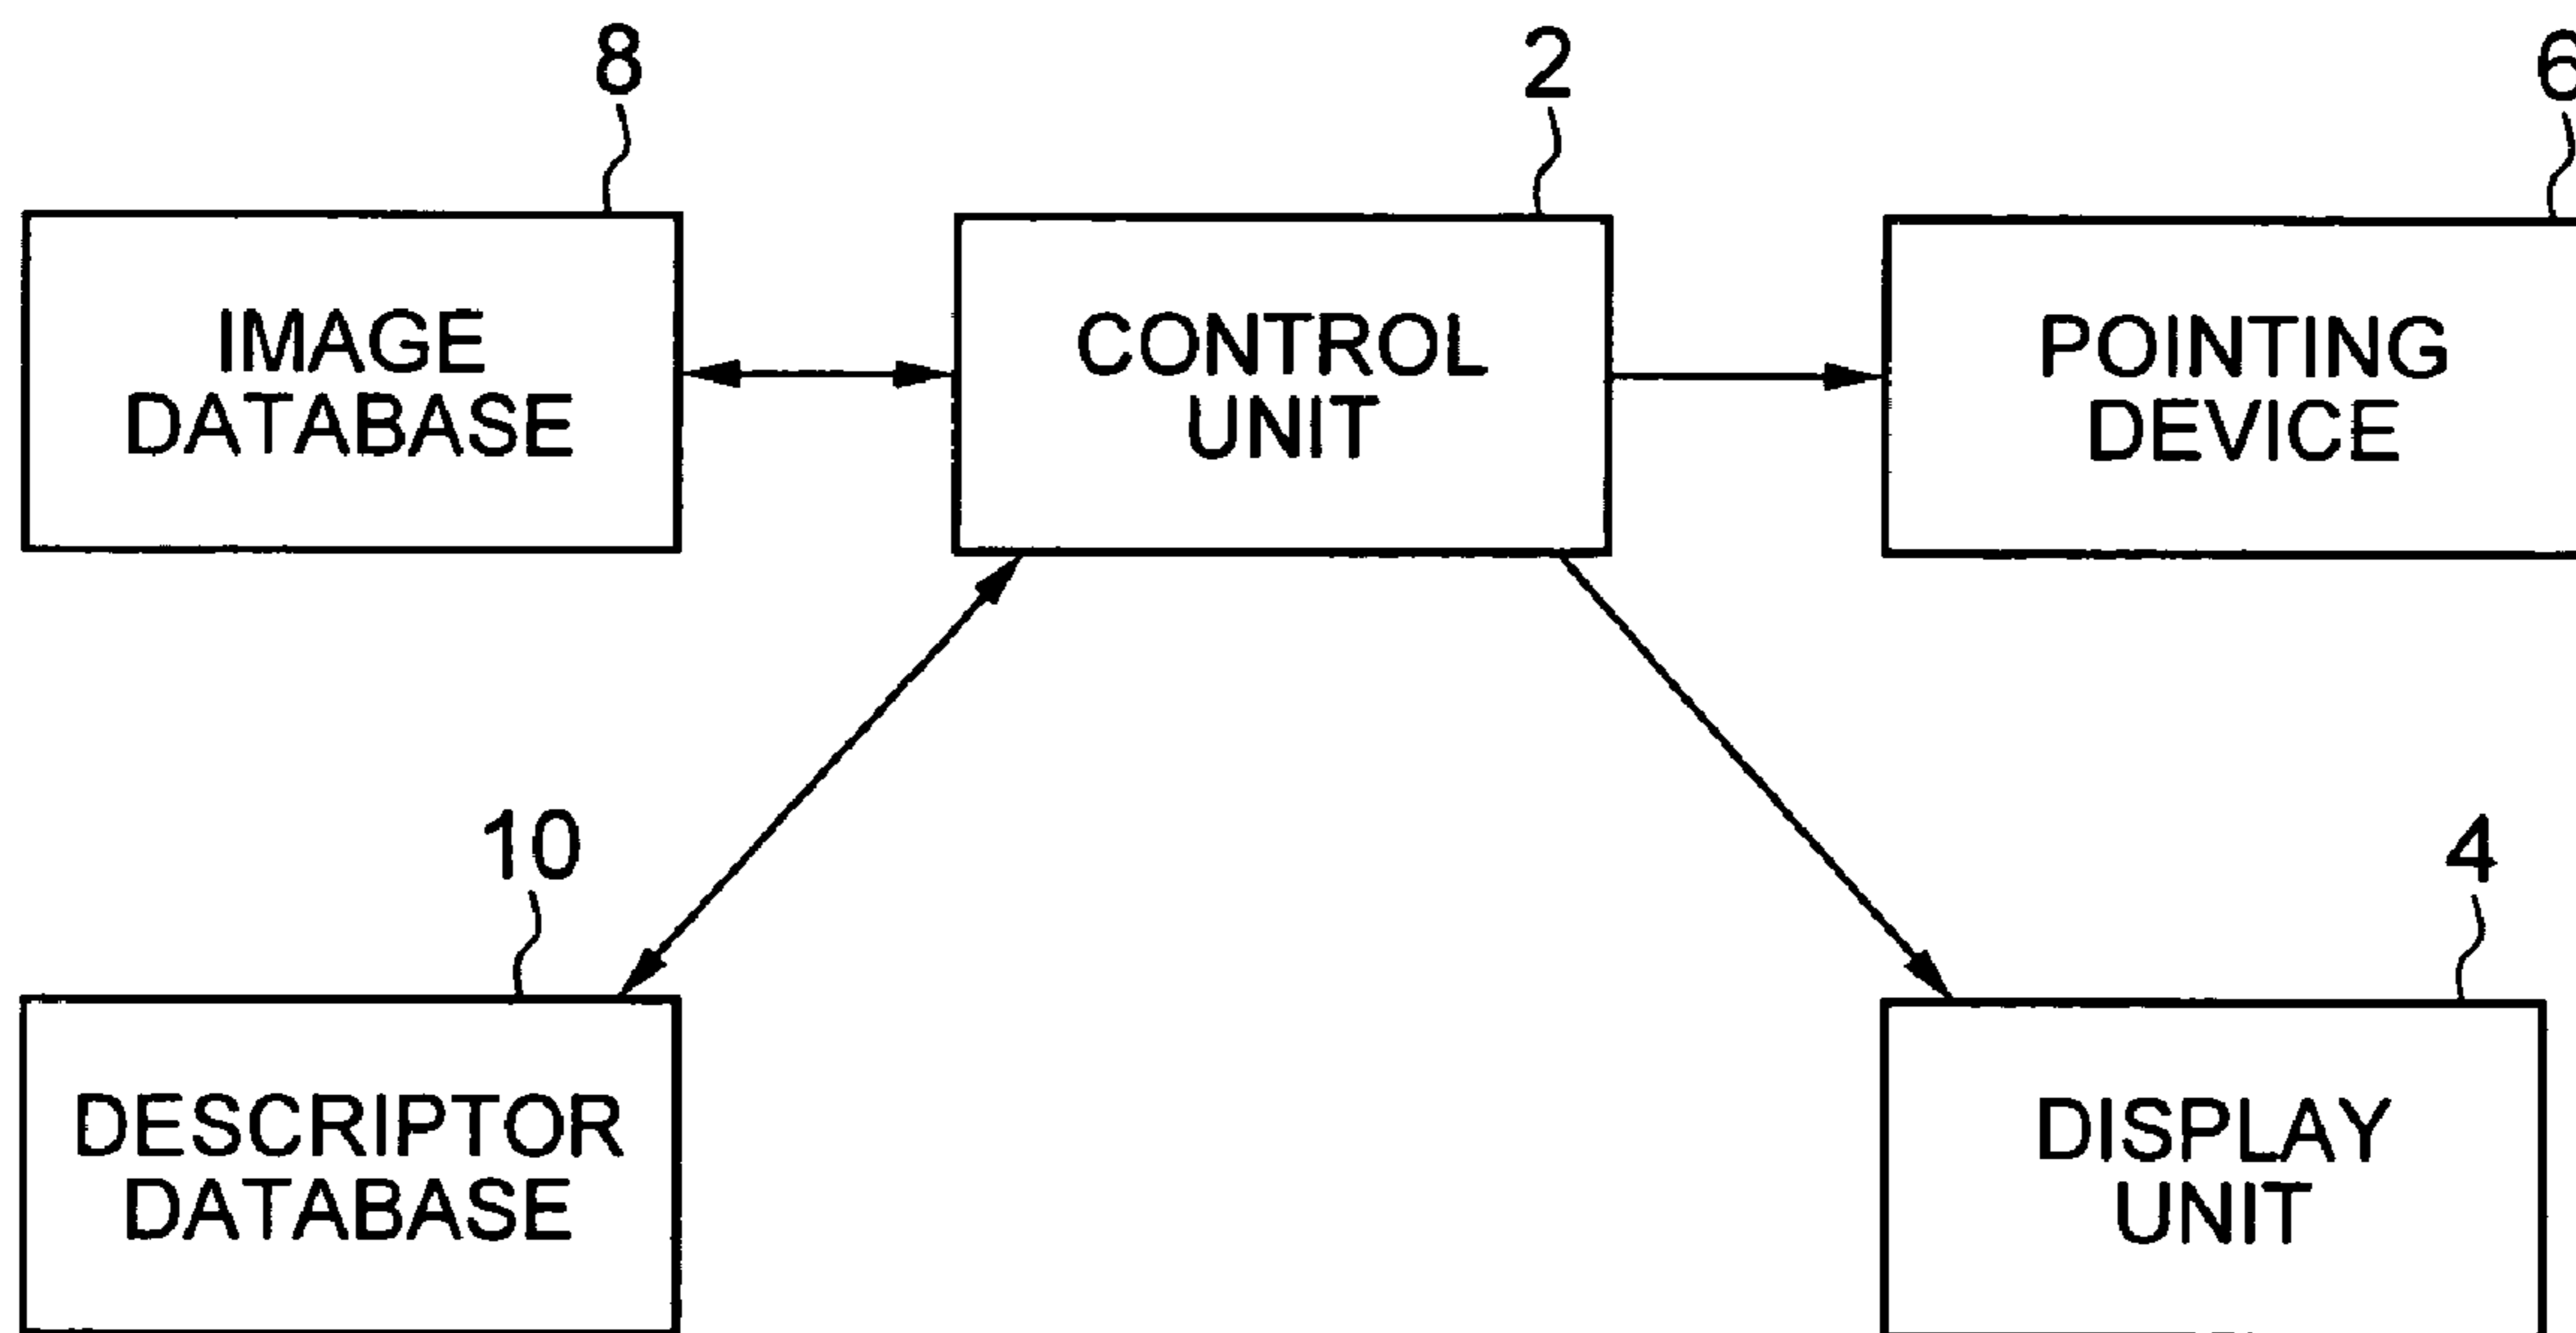 8
2
6
IMAGE
DATABASE
CONTROL
UNIT
POINTING
DEVICE
10
4
DESCRIPTOR
DATABASE
DISPLAY
UNIT